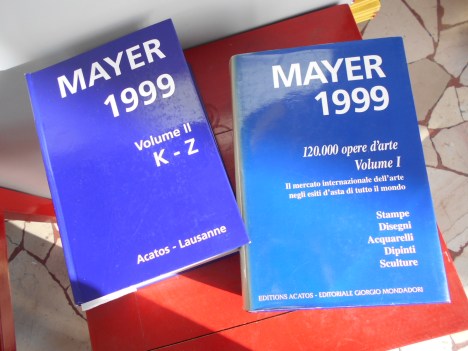 MAYER
1999
Volume II
K - Z
Acatos - Lausanne
MAYER
1999
120.000 opere d'arte
Volume I
Il mercato internazionale dell'arte
negli esiti d'asta di tutto il mondo
Stampe
Disegni
Acquarelli
Dipinti
Sculture
EDITIONS ACATOS - EDITORIALE GIORGIO MONDADORI